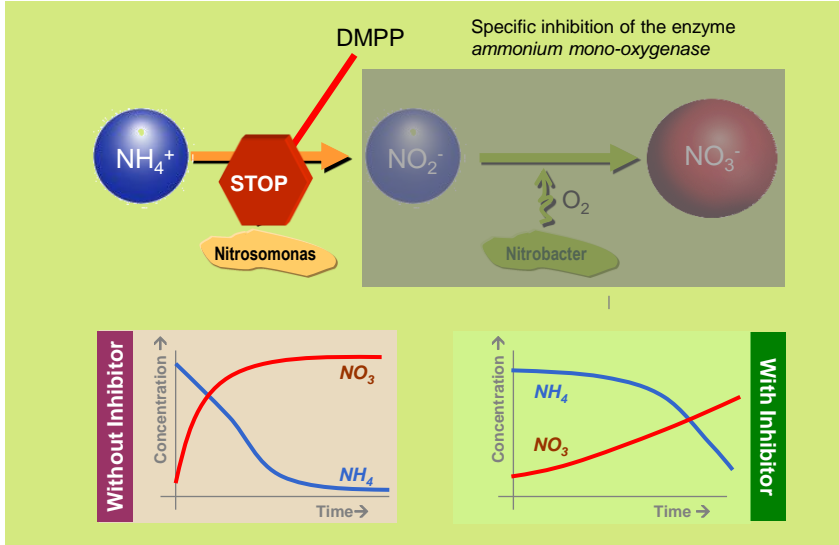 DMPP
Specific inhibition of the enzyme
ammonium mono-oxygenase
NH₄⁺
STOP
NO₂⁻
NO₃⁻
O₂
Nitrosomonas
Nitrobacter
Without Inhibitor
Concentration →
NO₃
NH₄
Time→
Concentration →
NH₄
NO₃
Time→
With Inhibitor